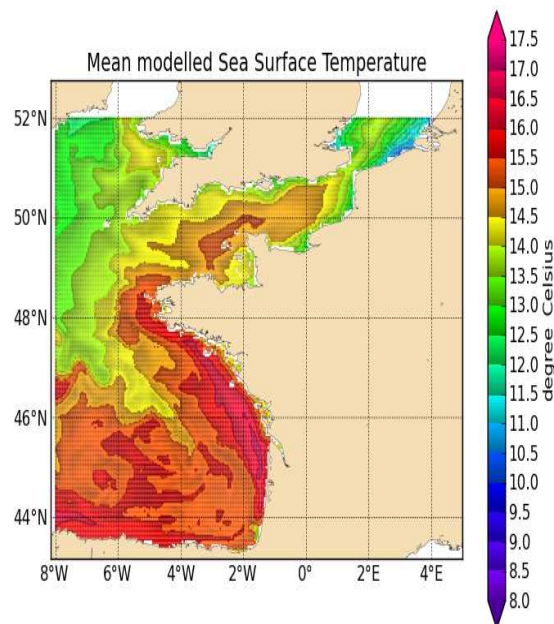 Mean modelled Sea Surface Temperature
52°N
50°N
48°N
46°N
44°N
8°W 6°W 4°W 2°W 0° 2°E 4°E
17.5
17.0
16.5
16.0
15.5
15.0
14.5
14.0
13.5
13.0
12.5
12.0
11.5
11.0
10.5
10.0
9.5
9.0
8.5
8.0
degree Celsius